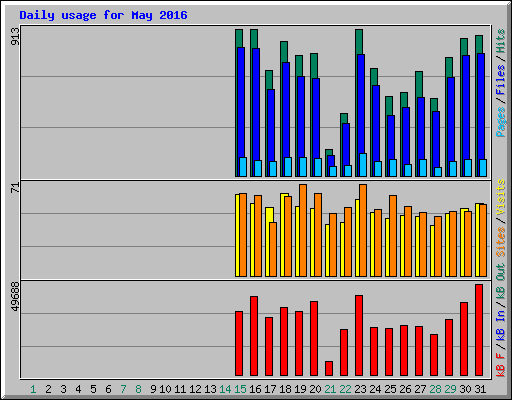 Daily usage for May 2016
913
Pages / Files / Hits
71
Sites / Visits
49688
kB F / kB In / kB Out
1 2 3 4 5 6 7 8 9 10 11 12 13 14 15 16 17 18 19 20 21 22 23 24 25 26 27 28 29 30 31